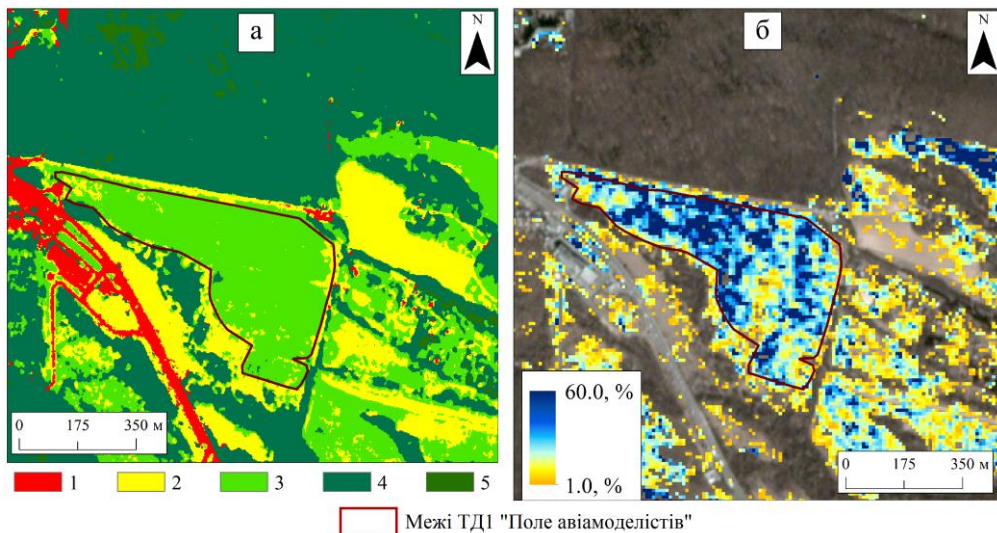 а
N
б
N
60.0, %
1.0, %
0 175 350 м
0 175 350 м
1 2 3 4 5
Межі ТД1 "Поле авіамоделістів"